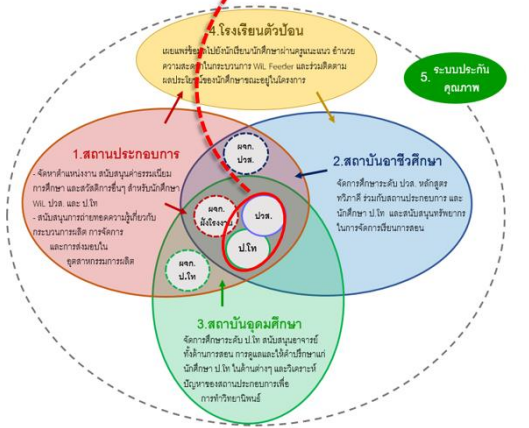 4.โรงเรียนตัวป้อน
เผยแพร่ข้อมูลไปยังนักเรียน/นักศึกษาผ่านครูแนะแนว อำนวย
ความสะดวกในกระบวนการ WiL Feeder และร่วมติดตาม
ผลประโยชน์ของนักศึกษาขณะอยู่ในโครงการ
5. ระบบประกัน
คุณภาพ
1.สถานประกอบการ
- จัดหาตำแหน่งงาน สนับสนุนค่าธรรมเนียม
การศึกษา และสวัสดิการอื่นๆ สำหรับนักศึกษา
WiL ปวส. และ ป.โท
- สนับสนุนการถ่ายทอดความรู้เกี่ยวกับ
กระบวนการผลิต การจัดการ
และการส่งมอบใน
อุตสาหกรรมการผลิต
ผจก.
ปวส.
2.สถาบันอาชีวศึกษา
จัดการศึกษาระดับ ปวส. หลักสูตร
ทวิภาคี ร่วมกับสถานประกอบการ และ
นักศึกษา ป.โท และสนับสนุนทรัพยากร
ในการจัดการเรียนการสอน
ผจก.
ฝั่งโรงงาน
ปวส.
ป.โท
ผจก.
ป.โท
3.สถาบันอุดมศึกษา
จัดการศึกษาระดับ ป.โท สนับสนุนอาจารย์
ทั้งด้านการสอน การดูแลและให้คำปรึกษาแก่
นักศึกษา ป.โท ในด้านต่างๆ และวิเคราะห์
ปัญหาของสถานประกอบการเพื่อ
การทำวิทยานิพนธ์